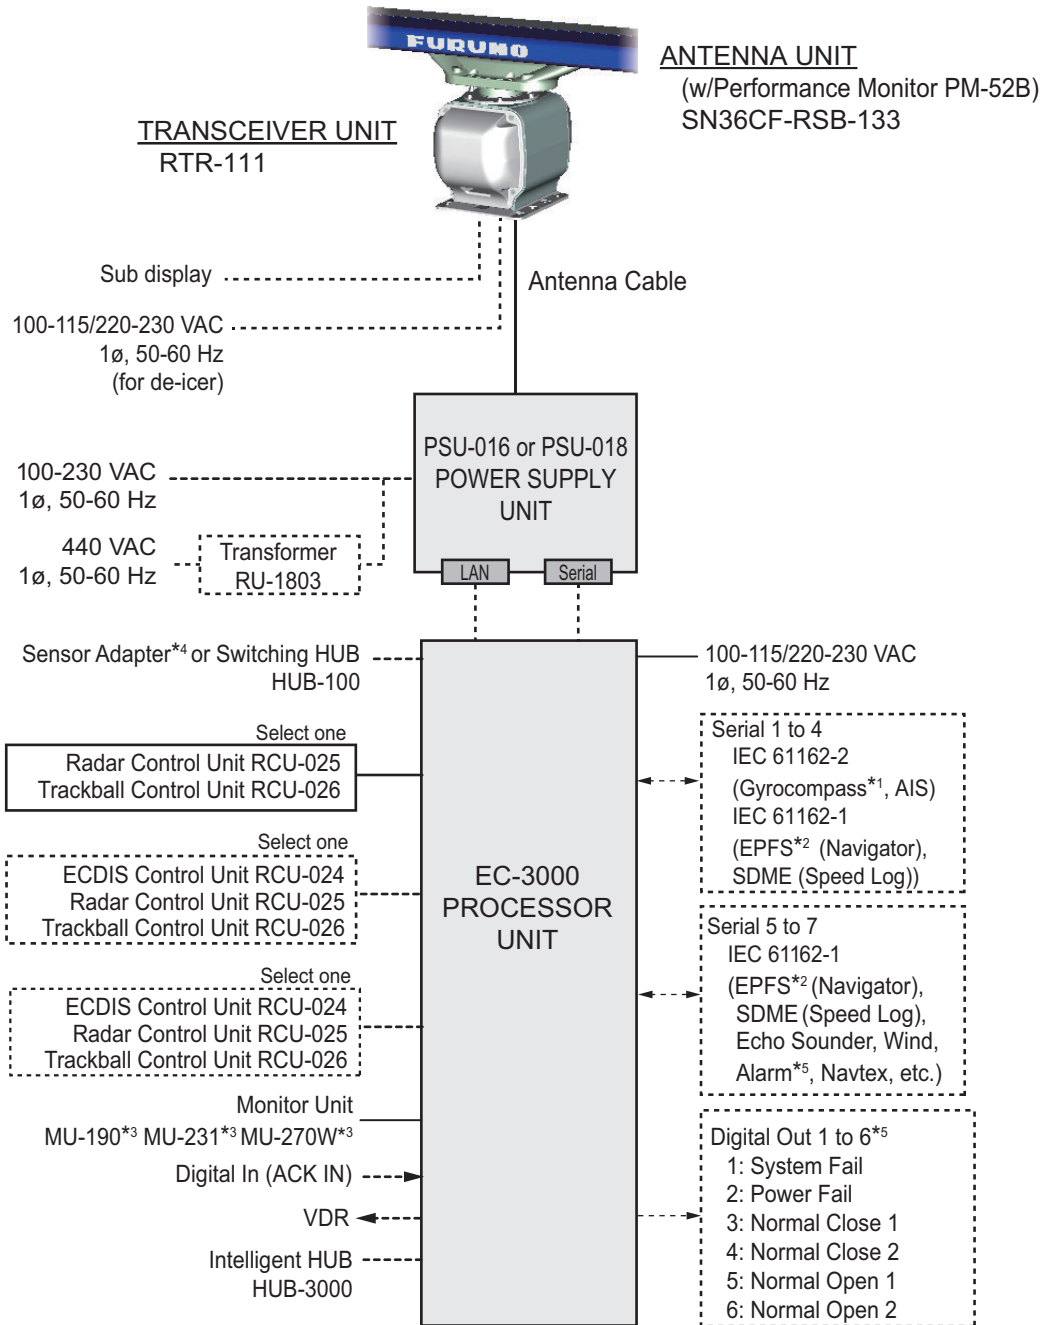 FURUNO
ANTENNA UNIT
(w/Performance Monitor PM-52B)
SN36CF-RSB-133
TRANSCEIVER UNIT
RTR-111
Sub display
Antenna Cable
100-115/220-230 VAC
1ø, 50-60 Hz
(for de-icer)
PSU-016 or PSU-018
POWER SUPPLY
UNIT
100-230 VAC
1ø, 50-60 Hz
440 VAC
1ø, 50-60 Hz
Transformer
RU-1803
LAN
Serial
Sensor Adapter*4 or Switching HUB
HUB-100
100-115/220-230 VAC
1ø, 50-60 Hz
Select one
Radar Control Unit RCU-025
Trackball Control Unit RCU-026
Select one
ECDIS Control Unit RCU-024
Radar Control Unit RCU-025
Trackball Control Unit RCU-026
Select one
ECDIS Control Unit RCU-024
Radar Control Unit RCU-025
Trackball Control Unit RCU-026
Monitor Unit
MU-190*3 MU-231*3 MU-270W*3
Digital In (ACK IN)
VDR
Intelligent HUB
HUB-3000
EC-3000
PROCESSOR
UNIT
Serial 1 to 4
IEC 61162-2
(Gyrocompass*1, AIS)
IEC 61162-1
(EPFS*2 (Navigator),
SDME (Speed Log))
Serial 5 to 7
IEC 61162-1
(EPFS*2 (Navigator),
SDME (Speed Log),
Echo Sounder, Wind,
Alarm*5, Navtex, etc.)
Digital Out 1 to 6*5
1: System Fail
2: Power Fail
3: Normal Close 1
4: Normal Close 2
5: Normal Open 1
6: Normal Open 2